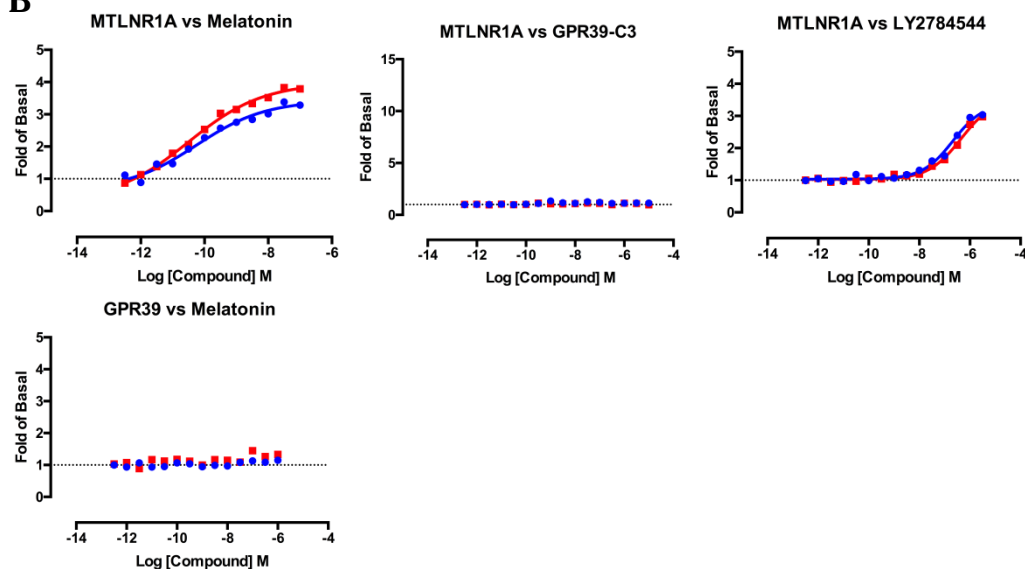 B
MTLNR1A vs Melatonin
5
4
3
2
1
0
Fold of Basal
-14 -12 -10 -8 -6
Log [Compound] M
MTLNR1A vs GPR39-C3
15
10
5
0
Fold of Basal
-14 -12 -10 -8 -6 -4
Log [Compound] M
MTLNR1A vs LY2784544
5
4
3
2
1
0
Fold of Basal
-14 -12 -10 -8 -6 -4
Log [Compound] M
GPR39 vs Melatonin
5
4
3
2
1
0
Fold of Basal
-14 -12 -10 -8 -6 -4
Log [Compound] M